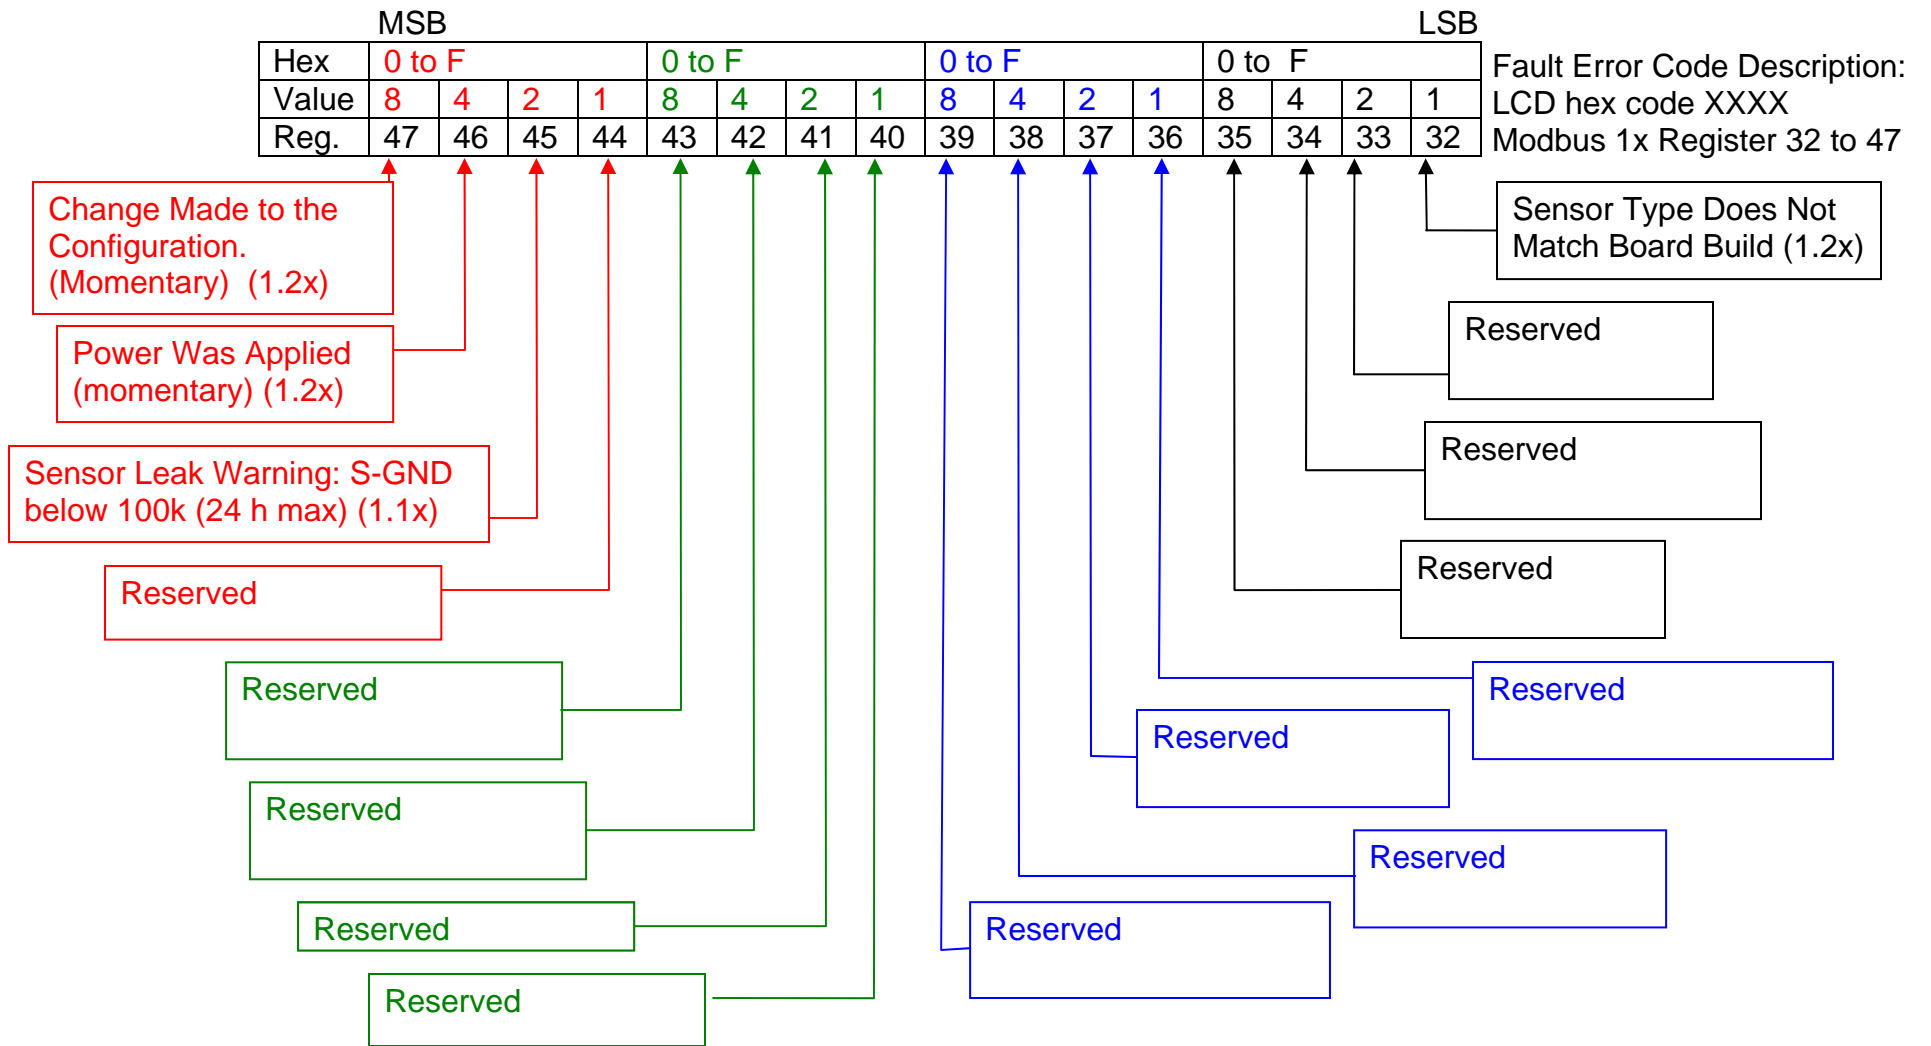 MSB LSB
Hex 0 to F 0 to F 0 to F 0 to F
Value 8 4 2 1 8 4 2 1 8 4 2 1 8 4 2 1
Reg. 47 46 45 44 43 42 41 40 39 38 37 36 35 34 33 32
Fault Error Code Description:
LCD hex code XXXX
Modbus 1x Register 32 to 47
Change Made to the
Configuration.
(Momentary) (1.2x)
Sensor Type Does Not
Match Board Build (1.2x)
Power Was Applied
(momentary) (1.2x)
Reserved
Sensor Leak Warning: S-GND
below 100k (24 h max) (1.1x)
Reserved
Reserved
Reserved
Reserved
Reserved
Reserved
Reserved
Reserved
Reserved
Reserved
Reserved